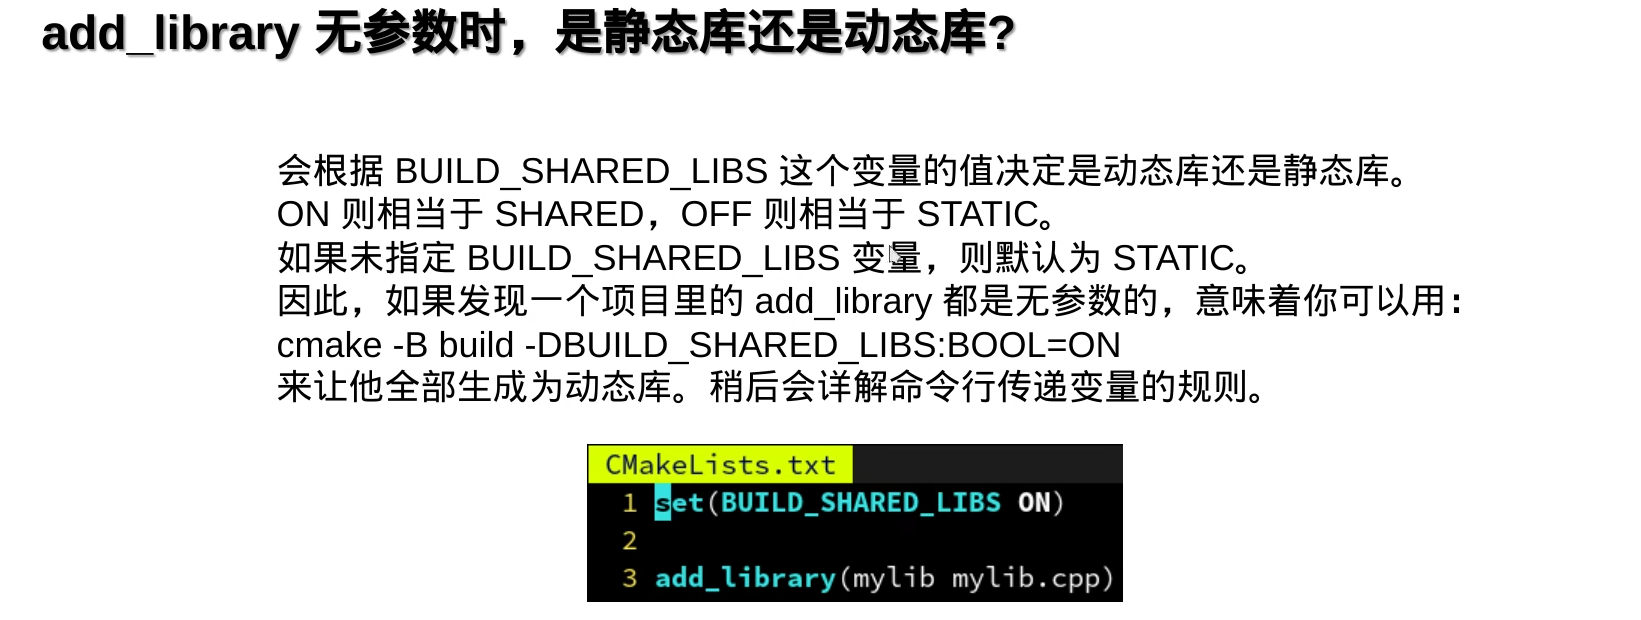 add_library 无参数时，是静态库还是动态库?
会根据 BUILD_SHARED_LIBS 这个变量的值决定是动态库还是静态库。
ON 则相当于 SHARED，OFF 则相当于 STATIC。
如果未指定 BUILD_SHARED_LIBS 变量，则默认为 STATIC。
因此，如果发现一个项目里的 add_library 都是无参数的，意味着你可以用：
cmake -B build -DBUILD_SHARED_LIBS:BOOL=ON
来让他全部生成为动态库。稍后会详解命令行传递变量的规则。
CMakeLists.txt
1 set(BUILD_SHARED_LIBS ON)
2
3 add_library(mylib mylib.cpp)